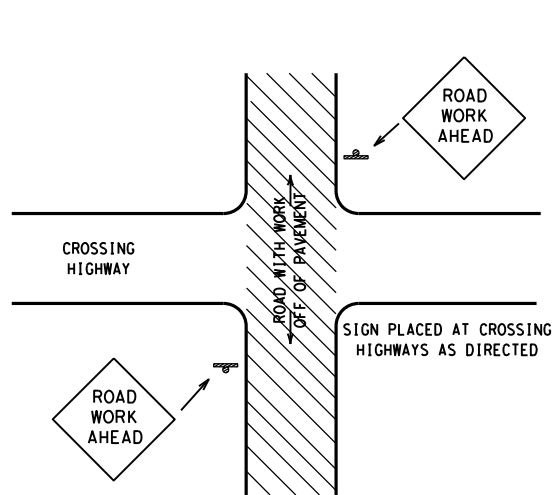 ROAD
WORK
AHEAD
CROSSING
HIGHWAY
ROAD WITH WORK
OFF OF PAVEMENT
SIGN PLACED AT CROSSING
HIGHWAYS AS DIRECTED
ROAD
WORK
AHEAD